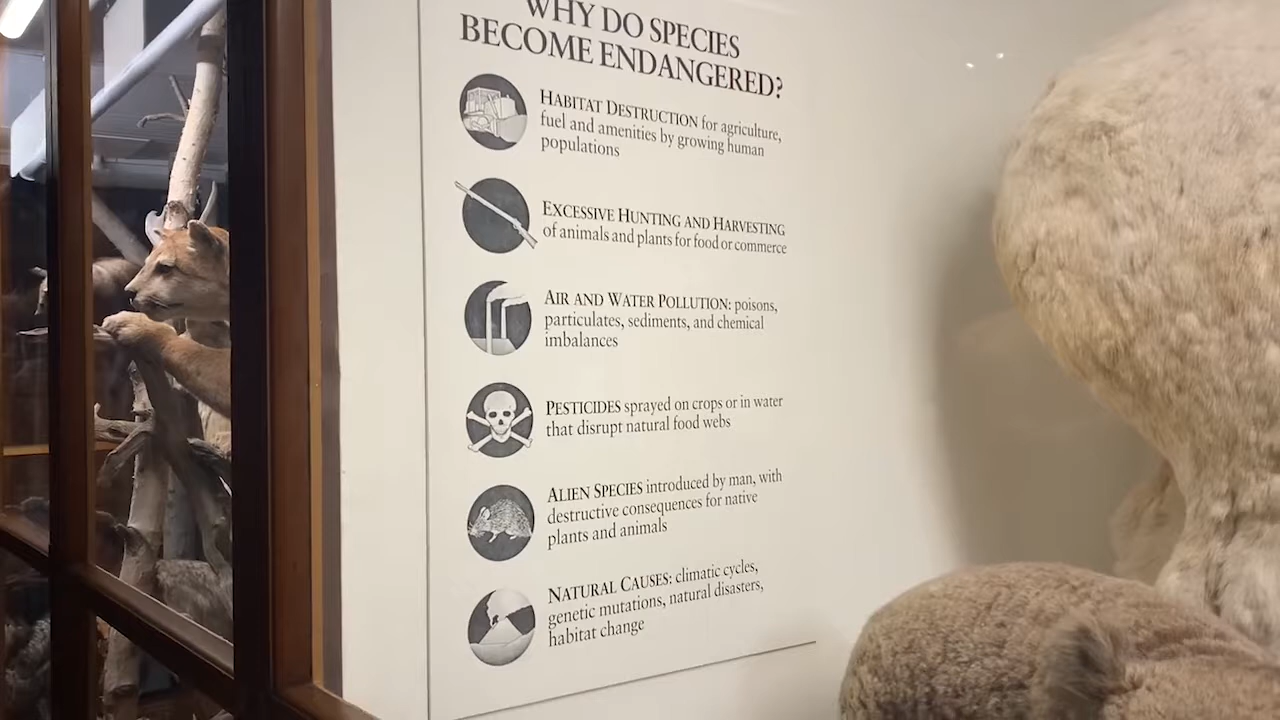 WHY DO SPECIES
BECOME ENDANGERED?
HABITAT DESTRUCTION for agriculture,
fuel and amenities by growing human
populations
EXCESSIVE HUNTING AND HARVESTING
of animals and plants for food or commerce
AIR AND WATER POLLUTION: poisons,
particulates, sediments, and chemical
imbalances
PESTICIDES sprayed on crops or in water
that disrupt natural food webs
ALIEN SPECIES introduced by man, with
destructive consequences for native
plants and animals
NATURAL CAUSES: climatic cycles,
genetic mutations, natural disasters,
habitat change